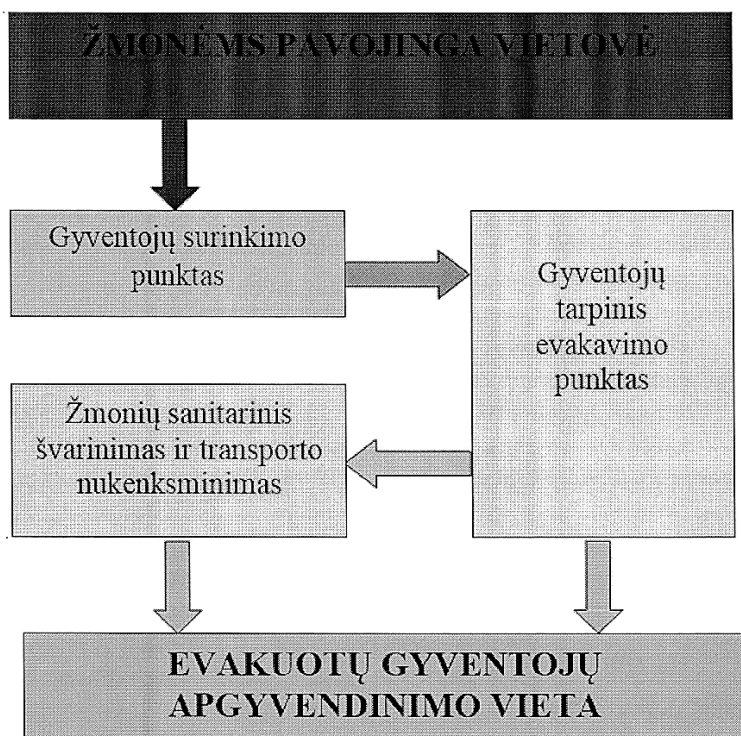 ŽMONĖMS PAVOJINGA VIETOVĖ
Gyventojų surinkimo
punktas
Gyventojų
tarpinis
evakavimo
punktas
Žmonių sanitarinis
švarinimas ir transporto
nukenksminimas
EVAKUOTŲ GYVENTOJŲ
APGYVENDINIMO VIETA